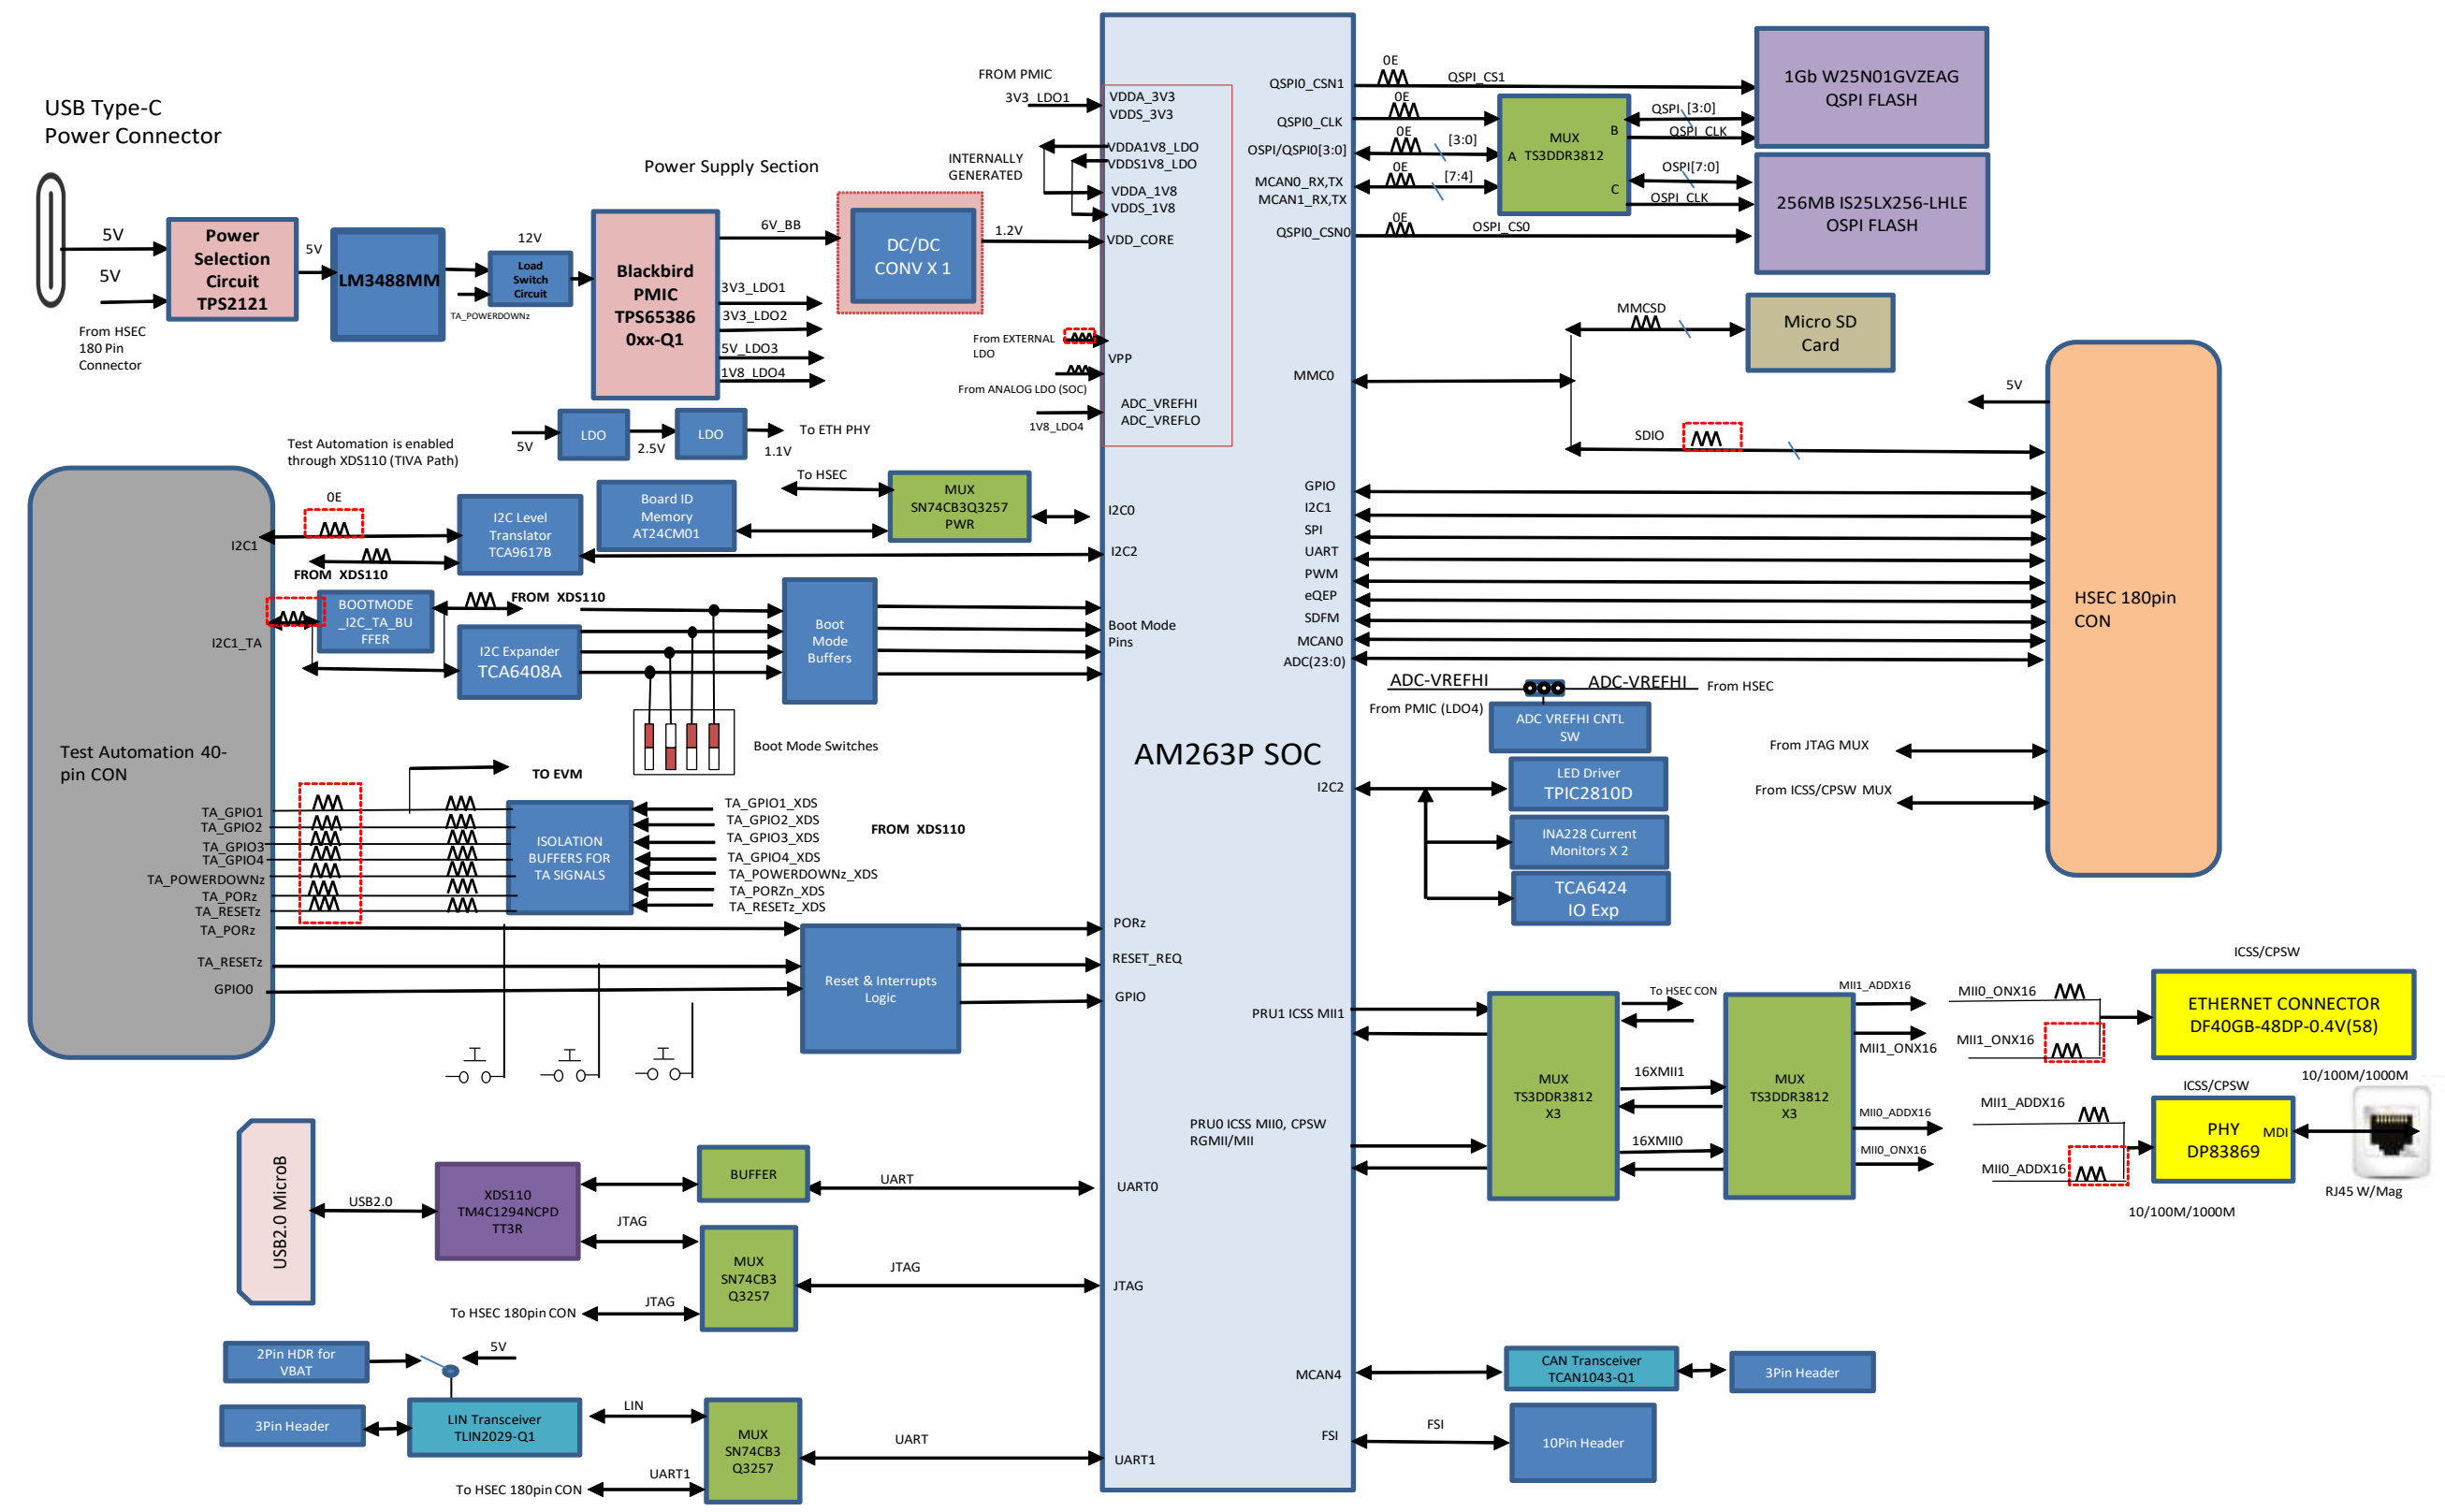 USB Type-C
Power Connector
5V
5V
From HSEC
180 Pin
Connector
Power
Selection
Circuit
TPS2121
5V
LM3488MM
12V
Load
Switch
Circuit
TA_POWERDOWNz
Power Supply Section
Blackbird
PMIC
TPS65386
0xx-Q1
6V_BB
3V3_LDO1
3V3_LDO2
5V_LDO3
1V8_LDO4
DC/DC
CONV X 1
1.2V
5V
LDO
2.5V
LDO
1.1V
To ETH PHY
FROM PMIC
3V3_LDO1
INTERNALLY
GENERATED
From EXTERNAL
LDO
From ANALOG LDO (SOC)
1V8_LDO4
VDDA_3V3
VDDS_3V3
VDDA1V8_LDO
VDDS1V8_LDO
VDDA_1V8
VDDS_1V8
VDD_CORE
VPP
ADC_VREFHI
ADC_VREFLO
AM263P SOC
I2C0
I2C2
Boot Mode
Pins
PORz
RESET_REQ
GPIO
UART0
JTAG
UART1
QSPI0_CSN1
QSPI0_CLK
OSPI/QSPI0[3:0]
MCAN0_RX,TX
MCAN1_RX,TX
QSPI0_CSN0
MMC0
GPIO
I2C1
SPI
UART
PWM
eQEP
SDFM
MCAN0
ADC(23:0)
I2C2
PRU1 ICSS MII1
PRU0 ICSS MII0, CPSW
RGMII/MII
MCAN4
FSI
0E
QSPI_CS1
0E
0E
[3:0]
0E
[7:4]
0E
OSPI_CS0
MUX
TS3DDR3812
A
B
C
QSPI [3:0]
QSPI_CLK
OSPI[7:0]
OSPI_CLK
1Gb W25N01GVZEAG
QSPI FLASH
256MB IS25LX256-LHLE
OSPI FLASH
MMCSD
Micro SD
Card
SDIO
5V
HSEC 180pin
CON
From JTAG MUX
From ICSS/CPSW MUX
ADC-VREFHI
ADC-VREFHI
From HSEC
From PMIC (LDO4)
ADC VREFHI CNTL
SW
LED Driver
TPIC2810D
INA228 Current
Monitors X 2
TCA6424
IO Exp
Test Automation is enabled
through XDS110 (TIVA Path)
Test Automation 40-
pin CON
I2C1
I2C1_TA
TA_GPIO1
TA_GPIO2
TA_GPIO3
TA_GPIO4
TA_POWERDOWNz
TA_PORz
TA_RESETz
TA_PORz
TA_RESETz
GPIO0
0E
FROM XDS110
I2C Level
Translator
TCA9617B
Board ID
Memory
AT24CM01
To HSEC
MUX
SN74CB3Q3257
PWR
BOOTMODE
_I2C_TA_BU
FFER
FROM XDS110
I2C Expander
TCA6408A
Boot
Mode
Buffers
Boot Mode Switches
TO EVM
ISOLATION
BUFFERS FOR
TA SIGNALS
TA_GPIO1_XDS
TA_GPIO2_XDS
TA_GPIO3_XDS
TA_GPIO4_XDS
TA_POWERDOWNz_XDS
TA_PORZn_XDS
TA_RESETz_XDS
FROM XDS110
Reset & Interrupts
Logic
USB2.0 MicroB
USB2.0
XDS110
TM4C1294NCPD
TT3R
BUFFER
UART
JTAG
MUX
SN74CB3
Q3257
JTAG
JTAG
To HSEC 180pin CON
2Pin HDR for
VBAT
5V
3Pin Header
LIN Transceiver
TLIN2029-Q1
LIN
MUX
SN74CB3
Q3257
UART
UART1
To HSEC 180pin CON
MUX
TS3DDR3812
X3
To HSEC CON
16XMII1
16XMII0
MUX
TS3DDR3812
X3
MII1_ADDX16
MII1_ONX16
MII0_ADDX16
MII0_ONX16
MII0_ONX16
MII1_ONX16
ICSS/CPSW
ETHERNET CONNECTOR
DF40GB-48DP-0.4V(58)
10/100M/1000M
MII1_ADDX16
MII0_ADDX16
ICSS/CPSW
PHY
DP83869
MDI
10/100M/1000M
RJ45 W/Mag
CAN Transceiver
TCAN1043-Q1
3Pin Header
FSI
10Pin Header